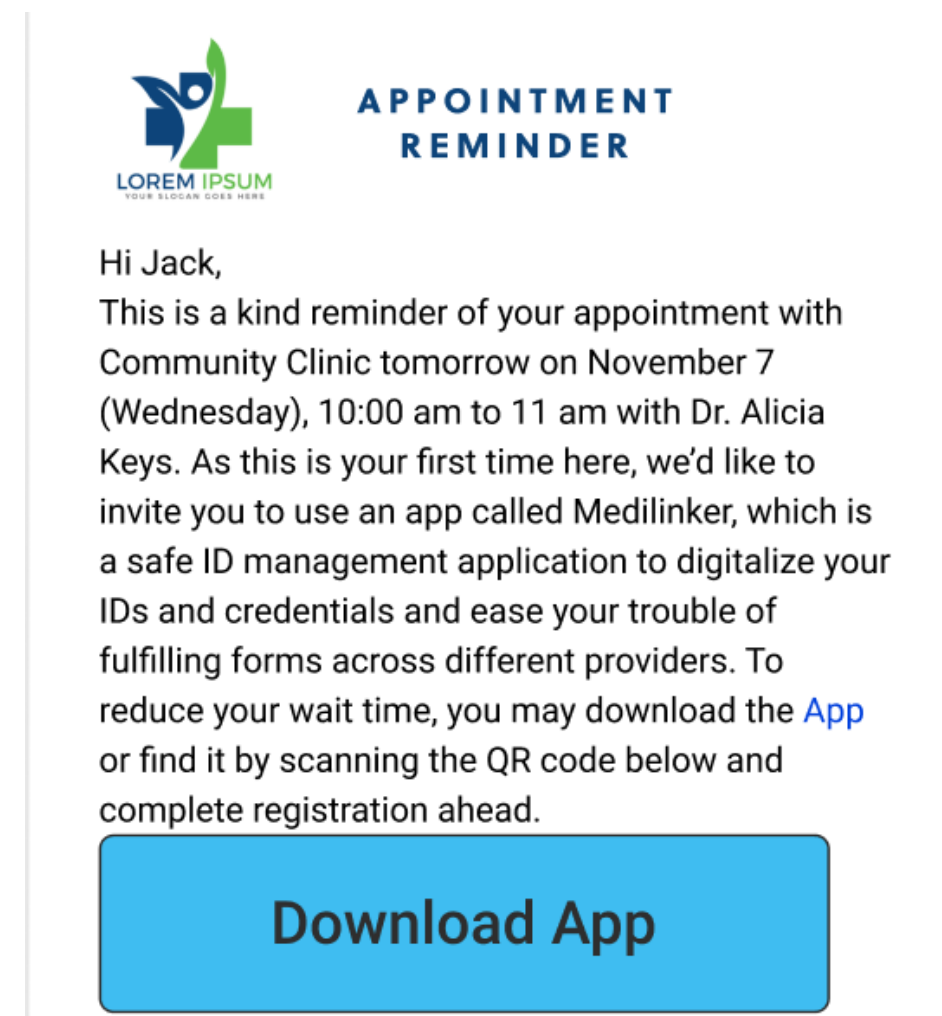 APPOINTMENT
REMINDER
LOREM IPSUM
YOUR SLOGAN GOES HERE
Hi Jack,
This is a kind reminder of your appointment with
Community Clinic tomorrow on November 7
(Wednesday), 10:00 am to 11 am with Dr. Alicia
Keys. As this is your first time here, we’d like to
invite you to use an app called Medilinker, which is
a safe ID management application to digitalize your
IDs and credentials and ease your trouble of
fulfilling forms across different providers. To
reduce your wait time, you may download the App
or find it by scanning the QR code below and
complete registration ahead.
Download App